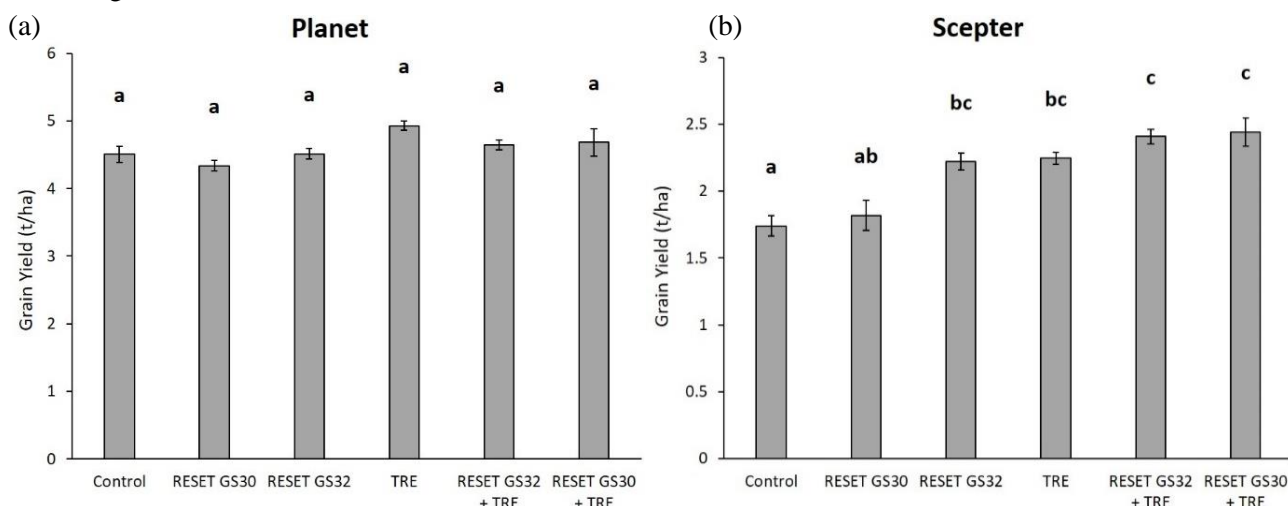 (a)
Planet
6
5
4
3
2
1
0
Grain Yield (t/ha)
a
a
a
a
a
a
Control
RESET GS30
RESET GS32
TRE
RESET GS32
+ TRE
RESET GS30
+ TRE
(b)
Scepter
3
2.5
2
1.5
1
0.5
0
Grain Yield (t/ha)
a
ab
bc
bc
c
c
Control
RESET GS30
RESET GS32
TRE
RESET GS32
+ TRE
RESET GS30
+ TRE